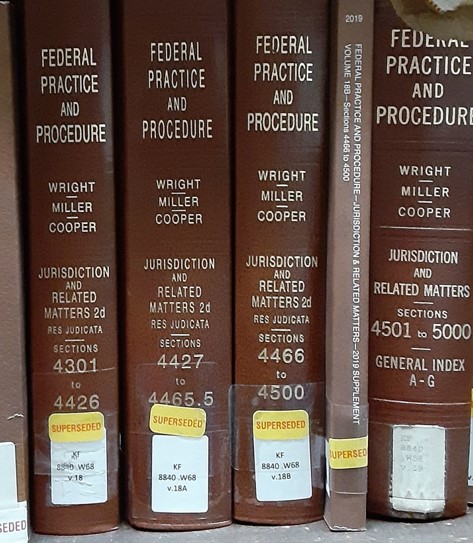 SEDED
FEDERAL
PRACTICE
AND
PROCEDURE
WRIGHT
MILLER
COOPER
JURISDICTION
AND
RELATED
MATTERS 2d
RES JUDICATA
SECTIONS
4301
to
4426
SUPERSEDED
KF
8840 .W68
v.18
FEDERAL
PRACTICE
AND
PROCEDURE
WRIGHT
MILLER
COOPER
JURISDICTION
AND
RELATED
MATTERS 2d
RES JUDICATA
SECTIONS
4427
to
4465.5
SUPERSEDED
KF
8840 .W68
v.18A
FEDERAL
PRACTICE
AND
PROCEDURE
WRIGHT
MILLER
COOPER
JURISDICTION
AND
RELATED
MATTERS 2d
RES JUDICATA
SECTIONS
4466
to
4500
SUPERSEDED
KF
8840 .W68
v.18B
2019
FEDERAL PRACTICE AND PROCEDURE—JURISDICTION & RELATED MATTERS—2019 SUPPLEMENT
VOLUME 18B—Sections 4466 to 4500
UPERSED
FEDERAL
PRACTICE
AND
PROCEDURE
WRIGHT
MILLER
COOPER
JURISDICTION
AND
RELATED MATTERS
SECTIONS
4501 to 5000
GENERAL INDEX
A-G
KF
8840
.W68
v.19